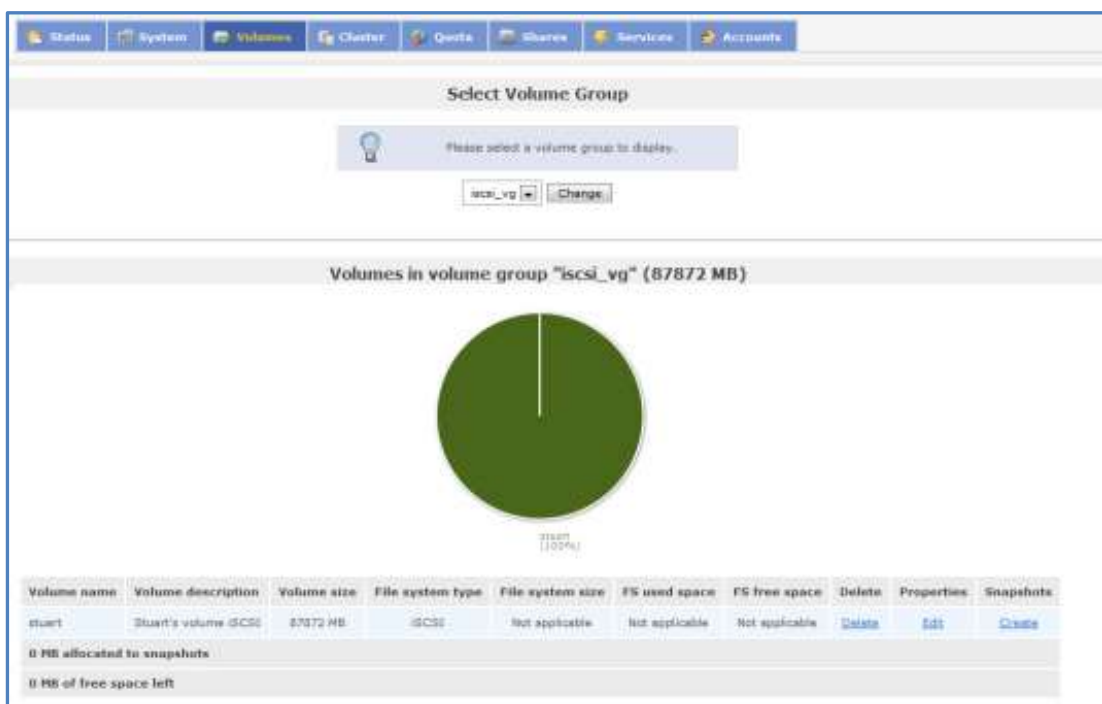 Status System Volumes Cluster Quota Shares Services Accounts
Select Volume Group
Please select a volume group to display.
iscsi_vg Change
Volumes in volume group "iscsi_vg" (87872 MB)
stuart
(100%)
Volume name Volume description Volume size File system type File system size FS used space FS free space Delete Properties Snapshots
stuart Stuart's volume iSCSI 87872 MB iSCSI Not applicable Not applicable Not applicable Delete Edit Create
0 MB allocated to snapshots
0 MB of free space left